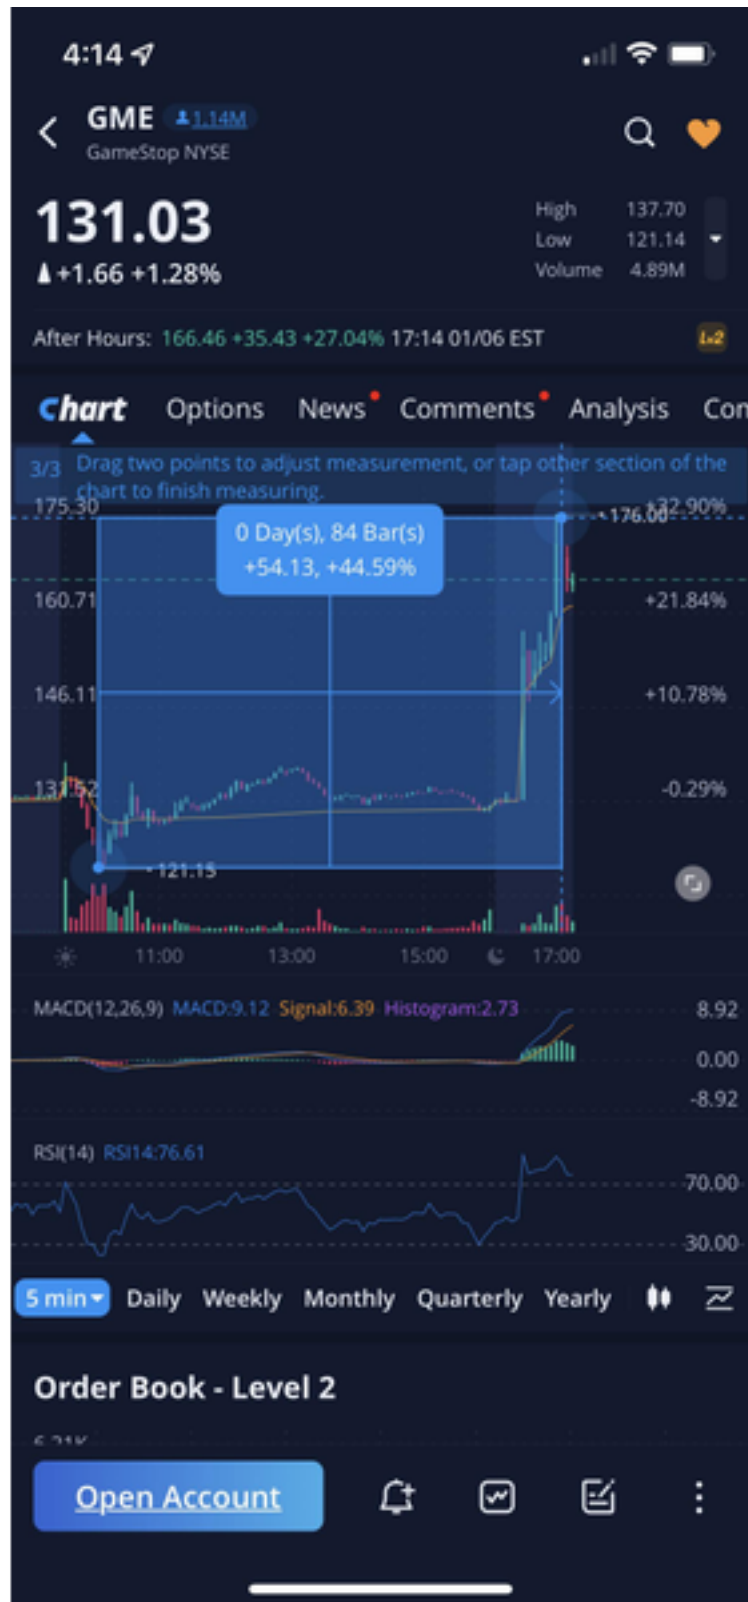 4:14
GME 1.14M
GameStop NYSE
131.03
+1.66 +1.28%
High 137.70
Low 121.14
Volume 4.89M
After Hours: 166.46 +35.43 +27.04% 17:14 01/06 EST
Lv2
Chart Options News Comments Analysis Con
3/3 Drag two points to adjust measurement, or tap other section of the
chart to finish measuring.
175.30 176.00 +32.90%
0 Day(s), 84 Bar(s)
+54.13, +44.59%
160.71 +21.84%
146.11 +10.78%
131.52 -0.29%
121.15
11:00 13:00 15:00 17:00
MACD(12,26,9) MACD:9.12 Signal:6.39 Histogram:2.73 8.92
0.00
-8.92
RSI(14) RSI14:76.61
70.00
30.00
5 min Daily Weekly Monthly Quarterly Yearly
Order Book - Level 2
6.21K
Open Account